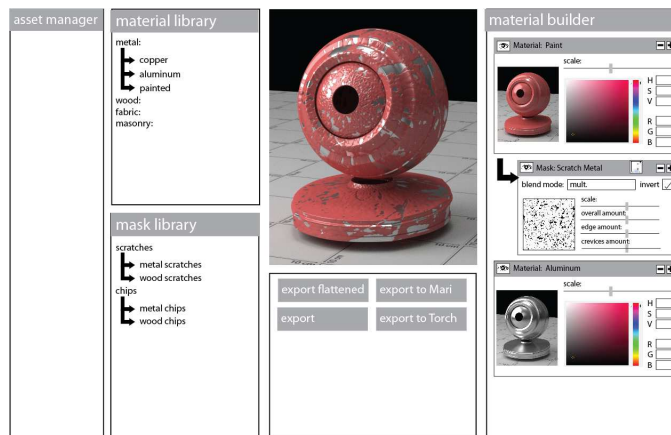 asset manager
material library
metal:
copper
aluminum
painted
wood:
fabric:
masonry:
mask library
scratches
metal scratches
wood scratches
chips
metal chips
wood chips
export flattened
export to Mari
export
export to Torch
material builder
Material: Paint
scale:
H
S
V
R
G
B
Mask: Scratch Metal
blend mode: mult. invert
scale:
overall amount:
edge amount:
crevices amount:
Material: Aluminum
scale:
H
S
V
R
G
B